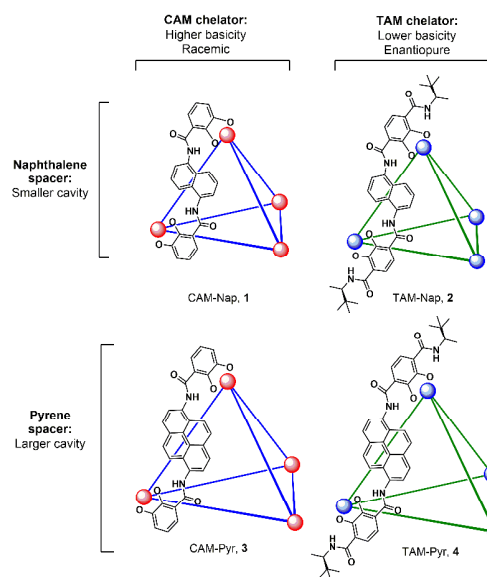 CAM chelator:
Higher basicity
Racemic
TAM chelator:
Lower basicity
Enantiopure
Naphthalene
spacer:
Smaller cavity
O
O
O
NH
HN
O
O
O
CAM-Nap, 1
O
HN
O
O
O
NH
HN
O
O
O
HN
O
TAM-Nap, 2
Pyrene
spacer:
Larger cavity
O
O
O
NH
NH
O
O
O
CAM-Pyr, 3
O
HN
O
O
O
NH
NH
O
O
O
HN
O
TAM-Pyr, 4